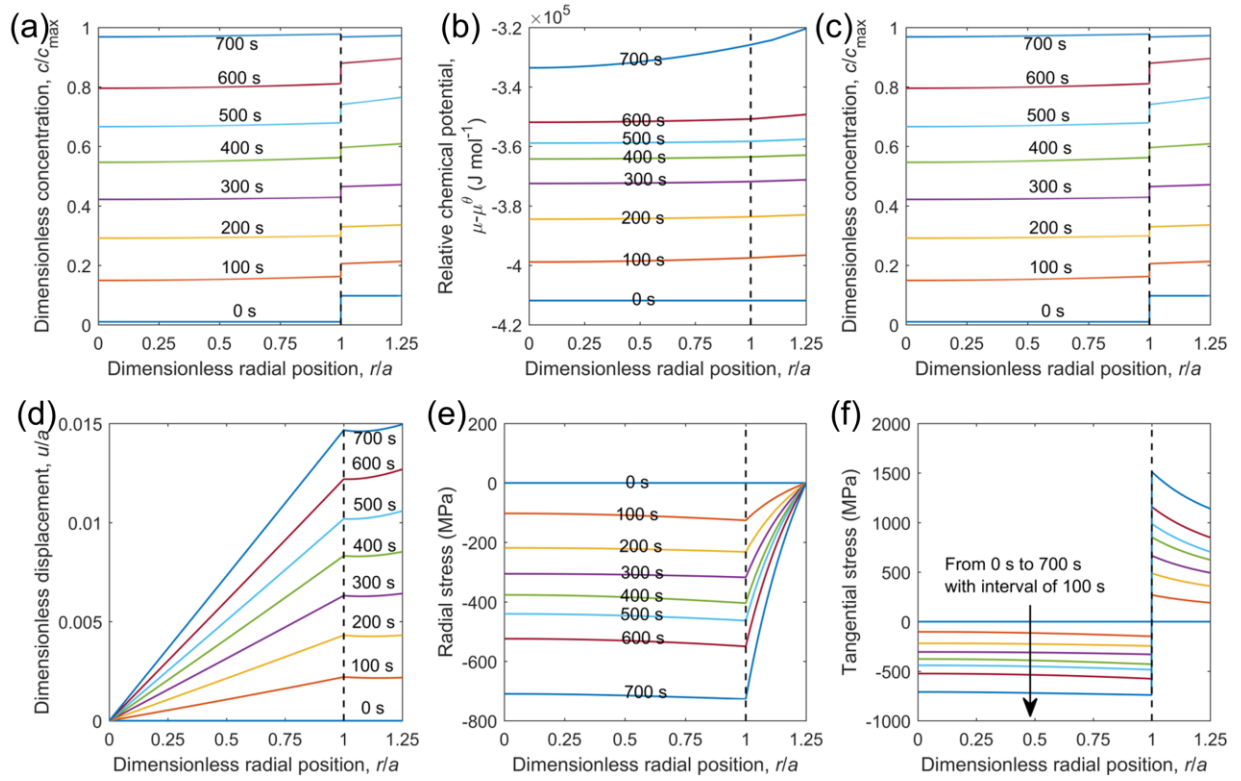 (a)
Dimensionless concentration, c/c_max
1
0.8
0.6
0.4
0.2
0
700 s
600 s
500 s
400 s
300 s
200 s
100 s
0 s
0 0.25 0.5 0.75 1 1.25
Dimensionless radial position, r/a
(b)
×10⁵
Relative chemical potential,
μ-μ^θ (J mol⁻¹)
-3.2
-3.4
-3.6
-3.8
-4
-4.2
700 s
600 s
500 s
400 s
300 s
200 s
100 s
0 s
0 0.25 0.5 0.75 1 1.25
Dimensionless radial position, r/a
(c)
Dimensionless concentration, c/c_max
1
0.8
0.6
0.4
0.2
0
700 s
600 s
500 s
400 s
300 s
200 s
100 s
0 s
0 0.25 0.5 0.75 1 1.25
Dimensionless radial position, r/a
(d)
Dimensionless displacement, u/a
0.015
0.01
0.005
0
700 s
600 s
500 s
400 s
300 s
200 s
100 s
0 s
0 0.25 0.5 0.75 1 1.25
Dimensionless radial position, r/a
(e)
Radial stress (MPa)
200
0
-200
-400
-600
-800
0 s
100 s
200 s
300 s
400 s
500 s
600 s
700 s
0 0.25 0.5 0.75 1 1.25
Dimensionless radial position, r/a
(f)
Tangential stress (MPa)
2000
1500
1000
500
0
-500
-1000
From 0 s to 700 s
with interval of 100 s
0 0.25 0.5 0.75 1 1.25
Dimensionless radial position, r/a